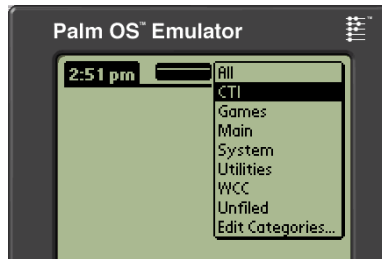 Palm OS™ Emulator
2:51 pm
All
CTI
Games
Main
System
Utilities
WCC
Unfiled
Edit Categories...